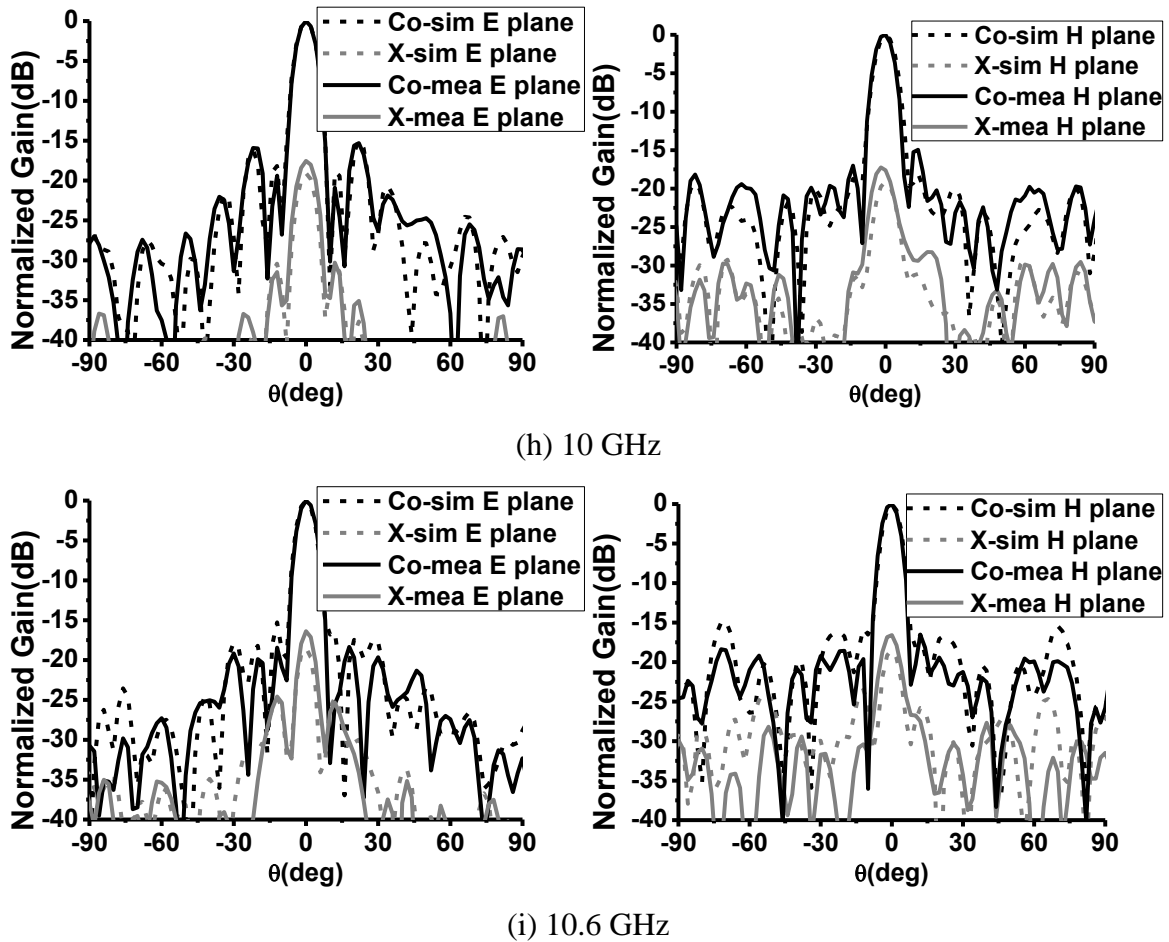 Normalized Gain(dB)
0
-5
-10
-15
-20
-25
-30
-35
-40
-90 -60 -30 0 30 60 90
θ(deg)
Co-sim E plane
X-sim E plane
Co-mea E plane
X-mea E plane
Normalized Gain(dB)
0
-5
-10
-15
-20
-25
-30
-35
-40
-90 -60 -30 0 30 60 90
θ(deg)
Co-sim H plane
X-sim H plane
Co-mea H plane
X-mea H plane
(h) 10 GHz
Normalized Gain(dB)
0
-5
-10
-15
-20
-25
-30
-35
-40
-90 -60 -30 0 30 60 90
θ(deg)
Co-sim E plane
X-sim E plane
Co-mea E plane
X-mea E plane
Normalized Gain(dB)
0
-5
-10
-15
-20
-25
-30
-35
-40
-90 -60 -30 0 30 60 90
θ(deg)
Co-sim H plane
X-sim H plane
Co-mea H plane
X-mea H plane
(i) 10.6 GHz